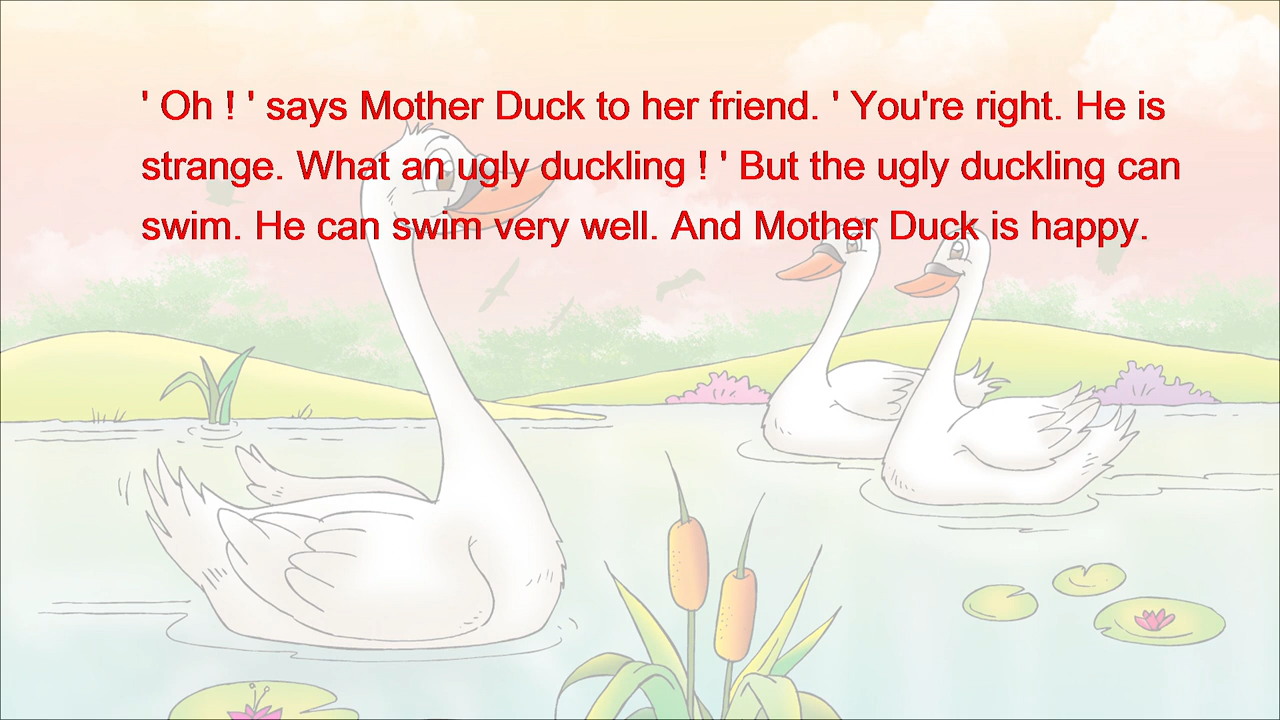 ' Oh ! ' says Mother Duck to her friend. ' You're right. He is
strange. What an ugly duckling ! ' But the ugly duckling can
swim. He can swim very well. And Mother Duck is happy.